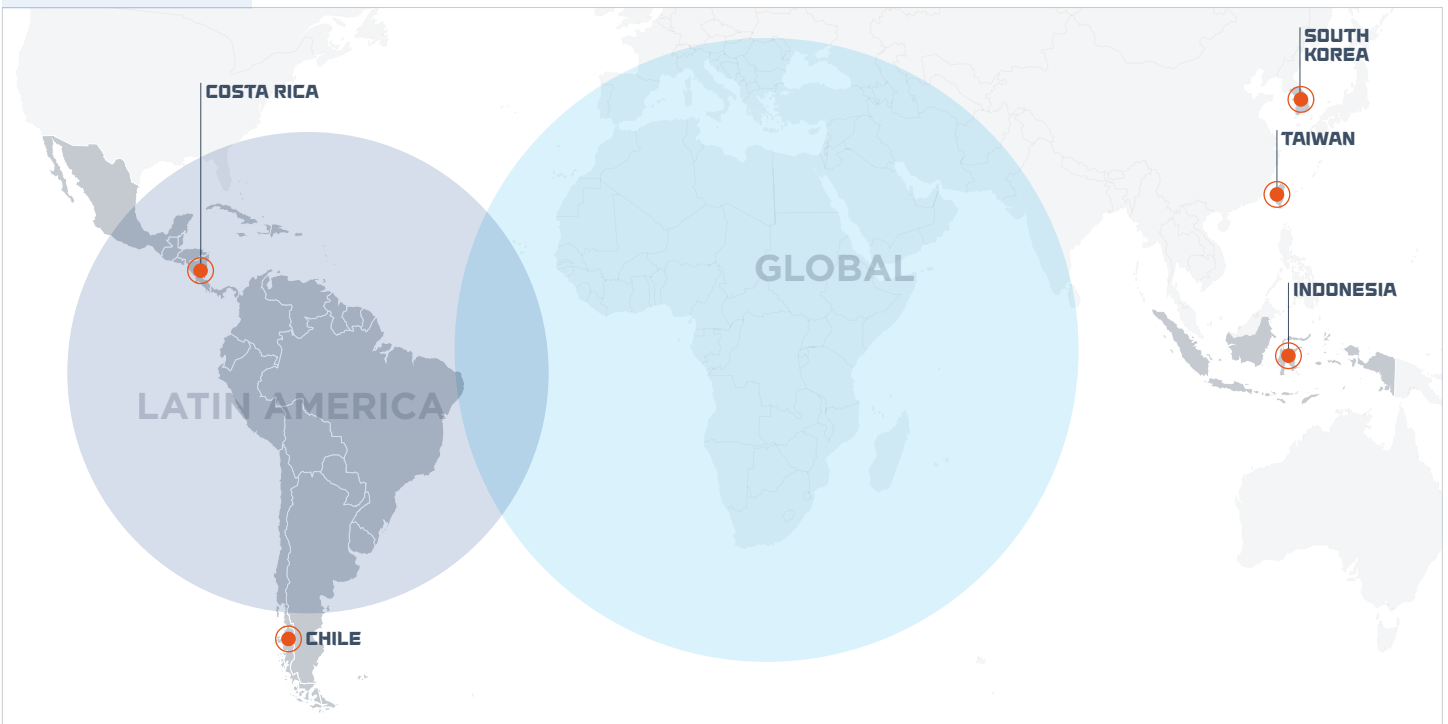 SOUTH
KOREA
COSTA RICA
TAIWAN
GLOBAL
INDONESIA
LATIN AMERICA
CHILE